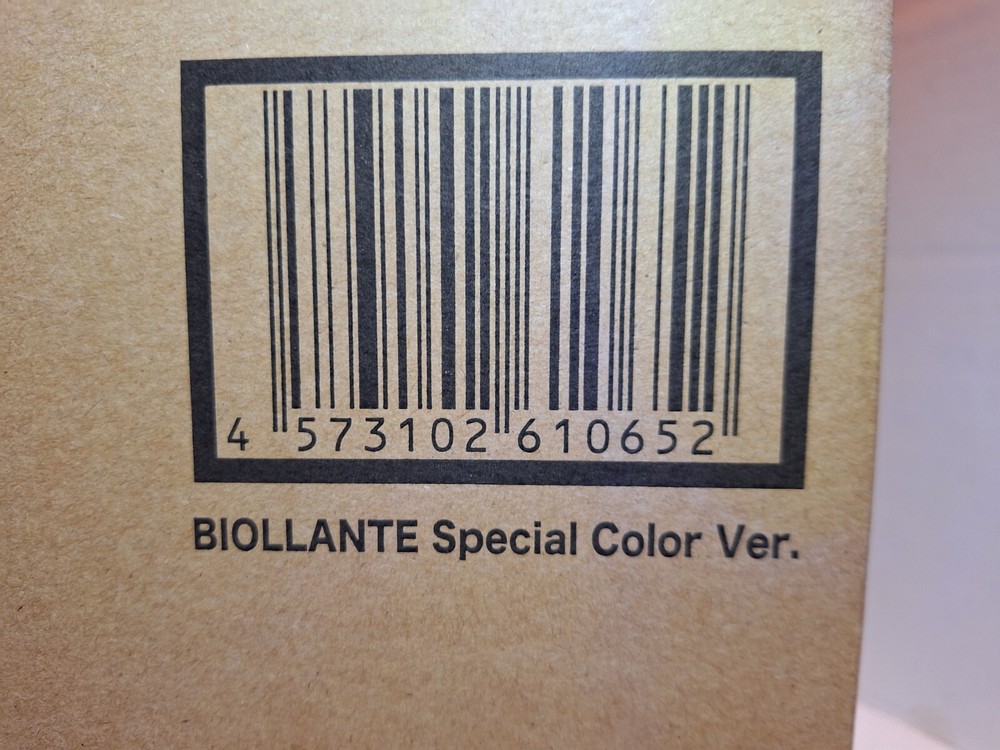 4 573102 610652
BIOLLANTE Special Color Ver.